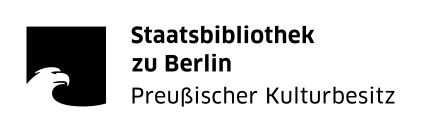 Staatsbibliothek
zu Berlin
Preußischer Kulturbesitz